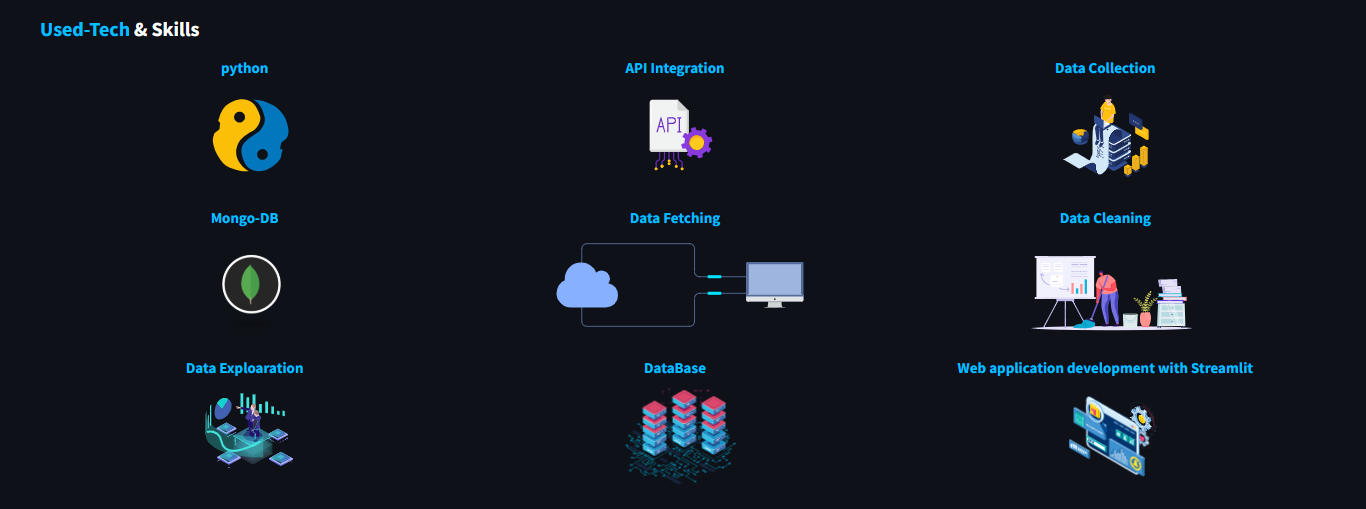 Used-Tech & Skills
python
API Integration
Data Collection
API
Mongo-DB
Data Fetching
Data Cleaning
Data Exploaration
DataBase
Web application development with Streamlit